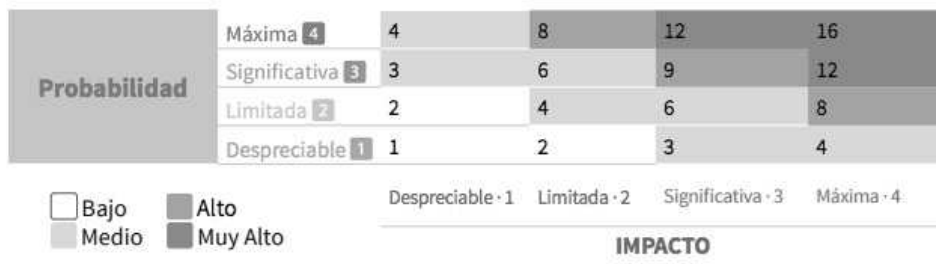 Probabilidad
Máxima 4 4 8 12 16
Significativa 3 3 6 9 12
Limitada 2 2 4 6 8
Despreciable 1 1 2 3 4
Despreciable · 1 Limitada · 2 Significativa · 3 Máxima · 4
IMPACTO
Bajo Alto
Medio Muy Alto